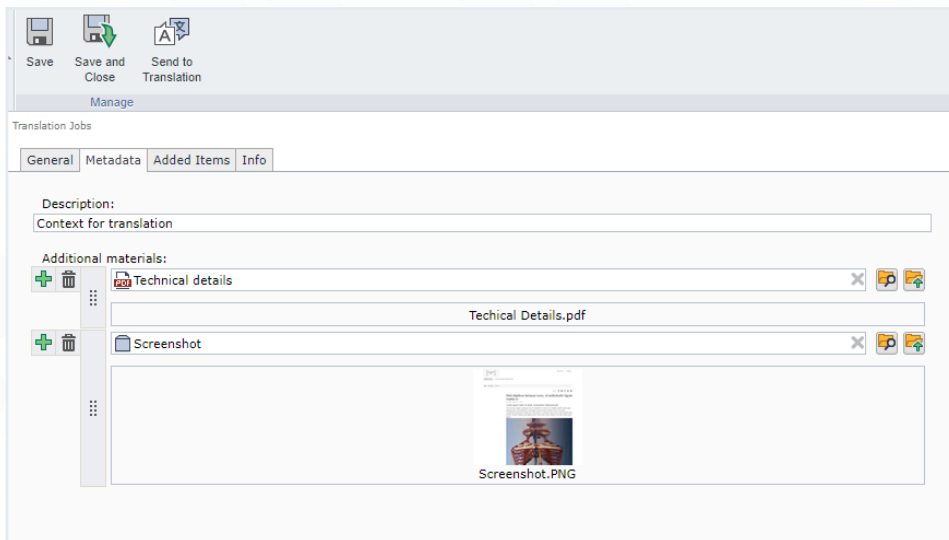 Save
Save and
Close
Send to
Translation
Manage
Translation Jobs
General Metadata Added Items Info
Description:
Context for translation
Additional materials:
PDF
Technical details
Techical Details.pdf
Screenshot
Screenshot.PNG